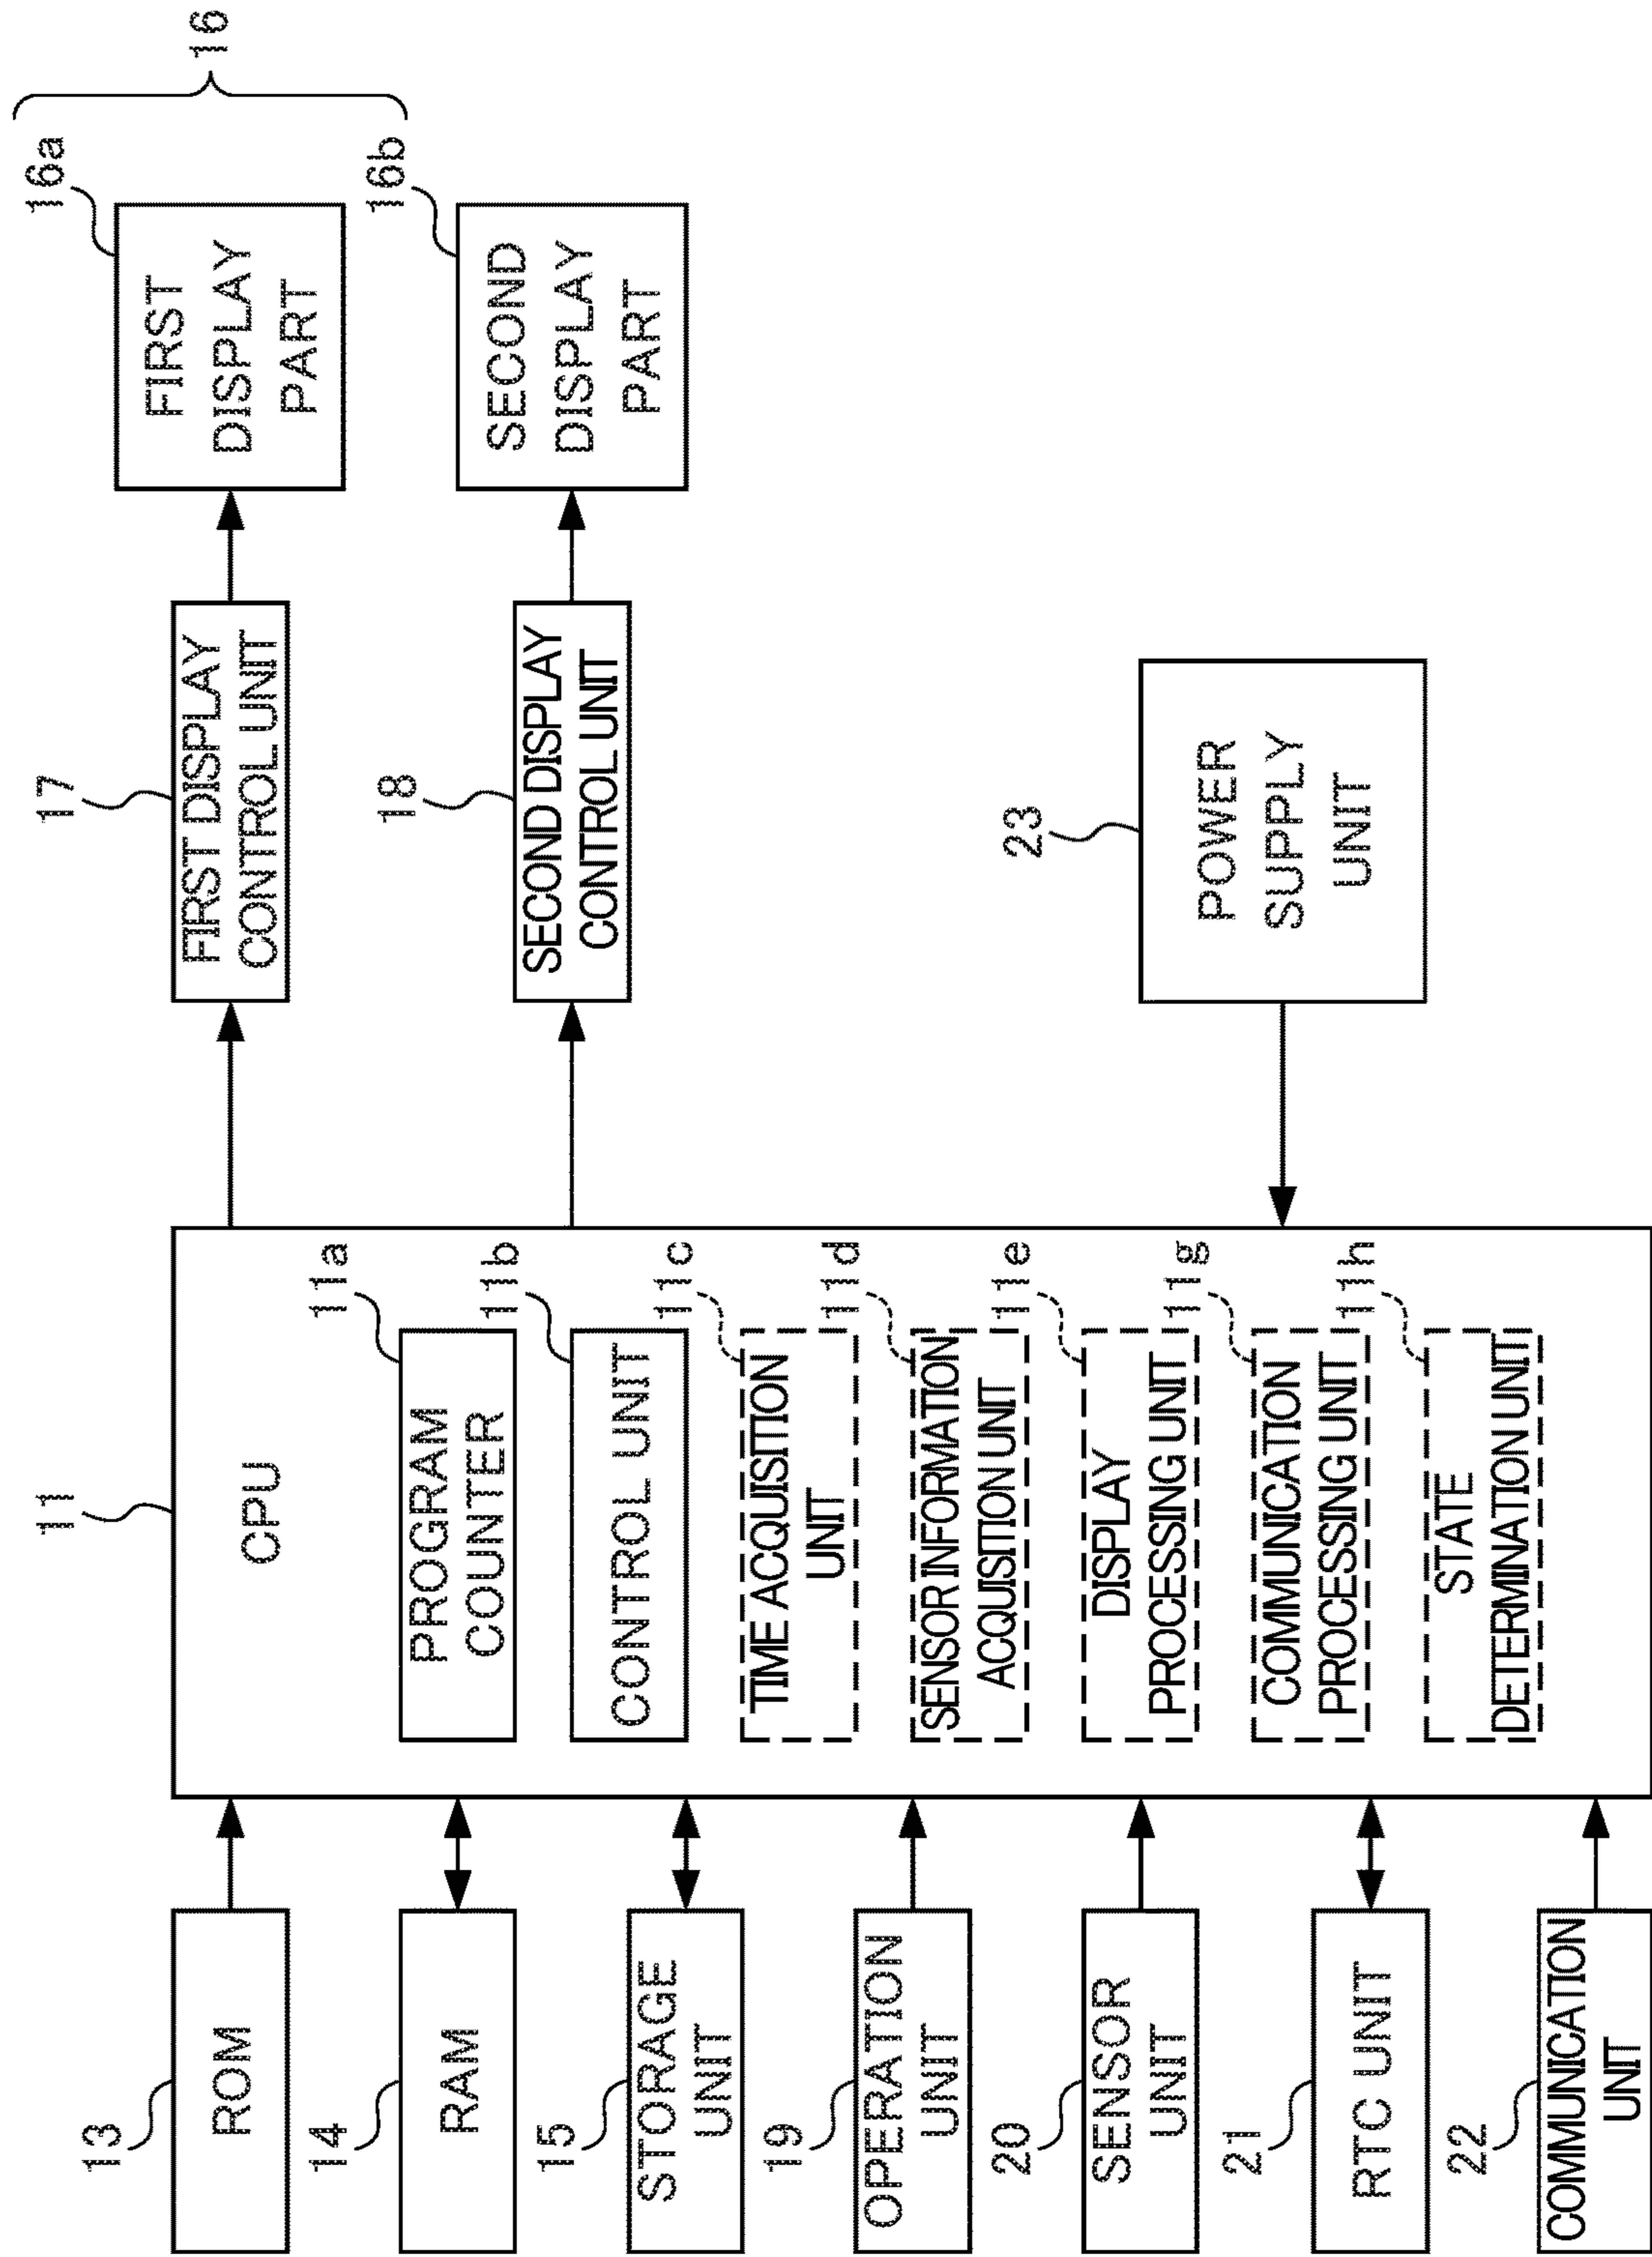 16
16a
FIRST
DISPLAY
PART
16b
SECOND
DISPLAY
PART
17
FIRST DISPLAY
CONTROL UNIT
18
SECOND DISPLAY
CONTROL UNIT
23
POWER
SUPPLY
UNIT
11
CPU
11a
PROGRAM
COUNTER
11b
CONTROL UNIT
11c
TIME ACQUISITION
UNIT
11d
SENSOR INFORMATION
ACQUISITION UNIT
11e
DISPLAY
PROCESSING UNIT
11g
COMMUNICATION
PROCESSING UNIT
11h
STATE
DETERMINATION UNIT
13
ROM
14
RAM
15
STORAGE
UNIT
19
OPERATION
UNIT
20
SENSOR
UNIT
21
RTC UNIT
22
COMMUNICATION
UNIT